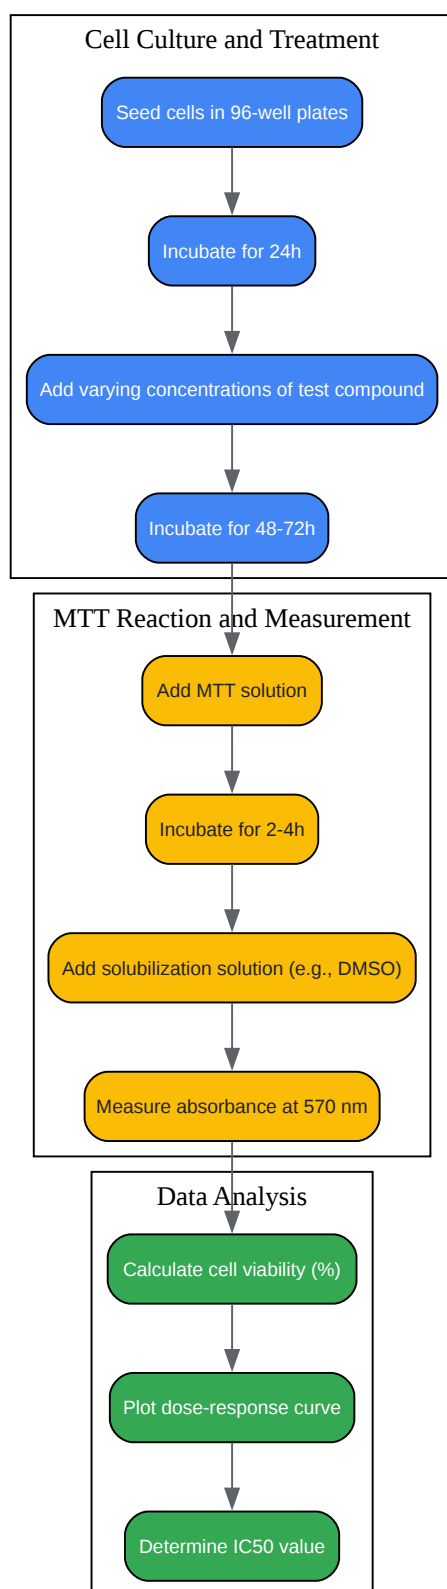 Cell Culture and Treatment
Seed cells in 96-well plates
Incubate for 24h
Add varying concentrations of test compound
Incubate for 48-72h
MTT Reaction and Measurement
Add MTT solution
Incubate for 2-4h
Add solubilization solution (e.g., DMSO)
Measure absorbance at 570 nm
Data Analysis
Calculate cell viability (%)
Plot dose-response curve
Determine IC50 value